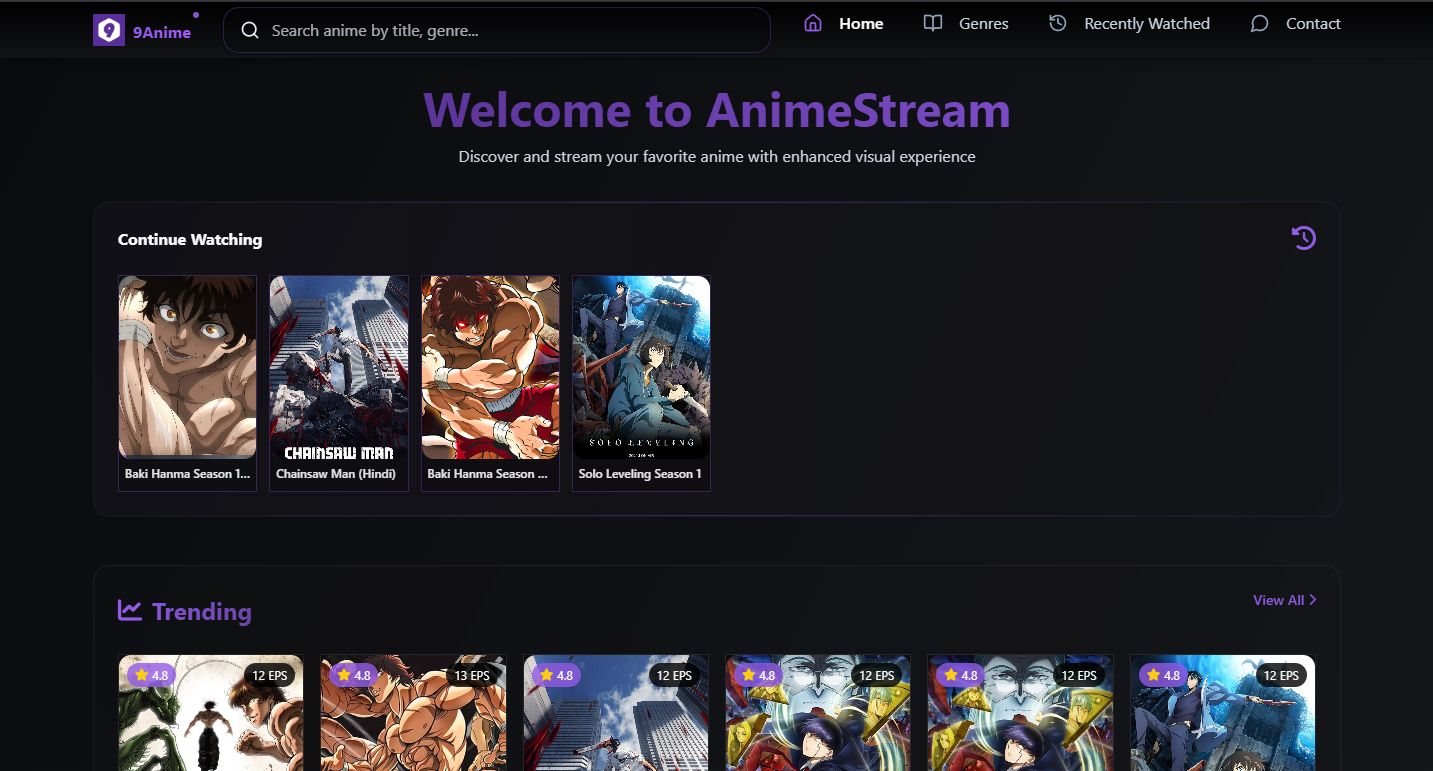 9Anime
Search anime by title, genre...
Home
Genres
Recently Watched
Contact
Welcome to AnimeStream
Discover and stream your favorite anime with enhanced visual experience
Continue Watching
CHAINSAW MAN
SOLO LEVELING
Baki Hanma Season 1...
Chainsaw Man (Hindi)
Baki Hanma Season ...
Solo Leveling Season 1
Trending
View All
4.8
12 EPS
4.8
13 EPS
4.8
12 EPS
4.8
12 EPS
4.8
12 EPS
4.8
12 EPS